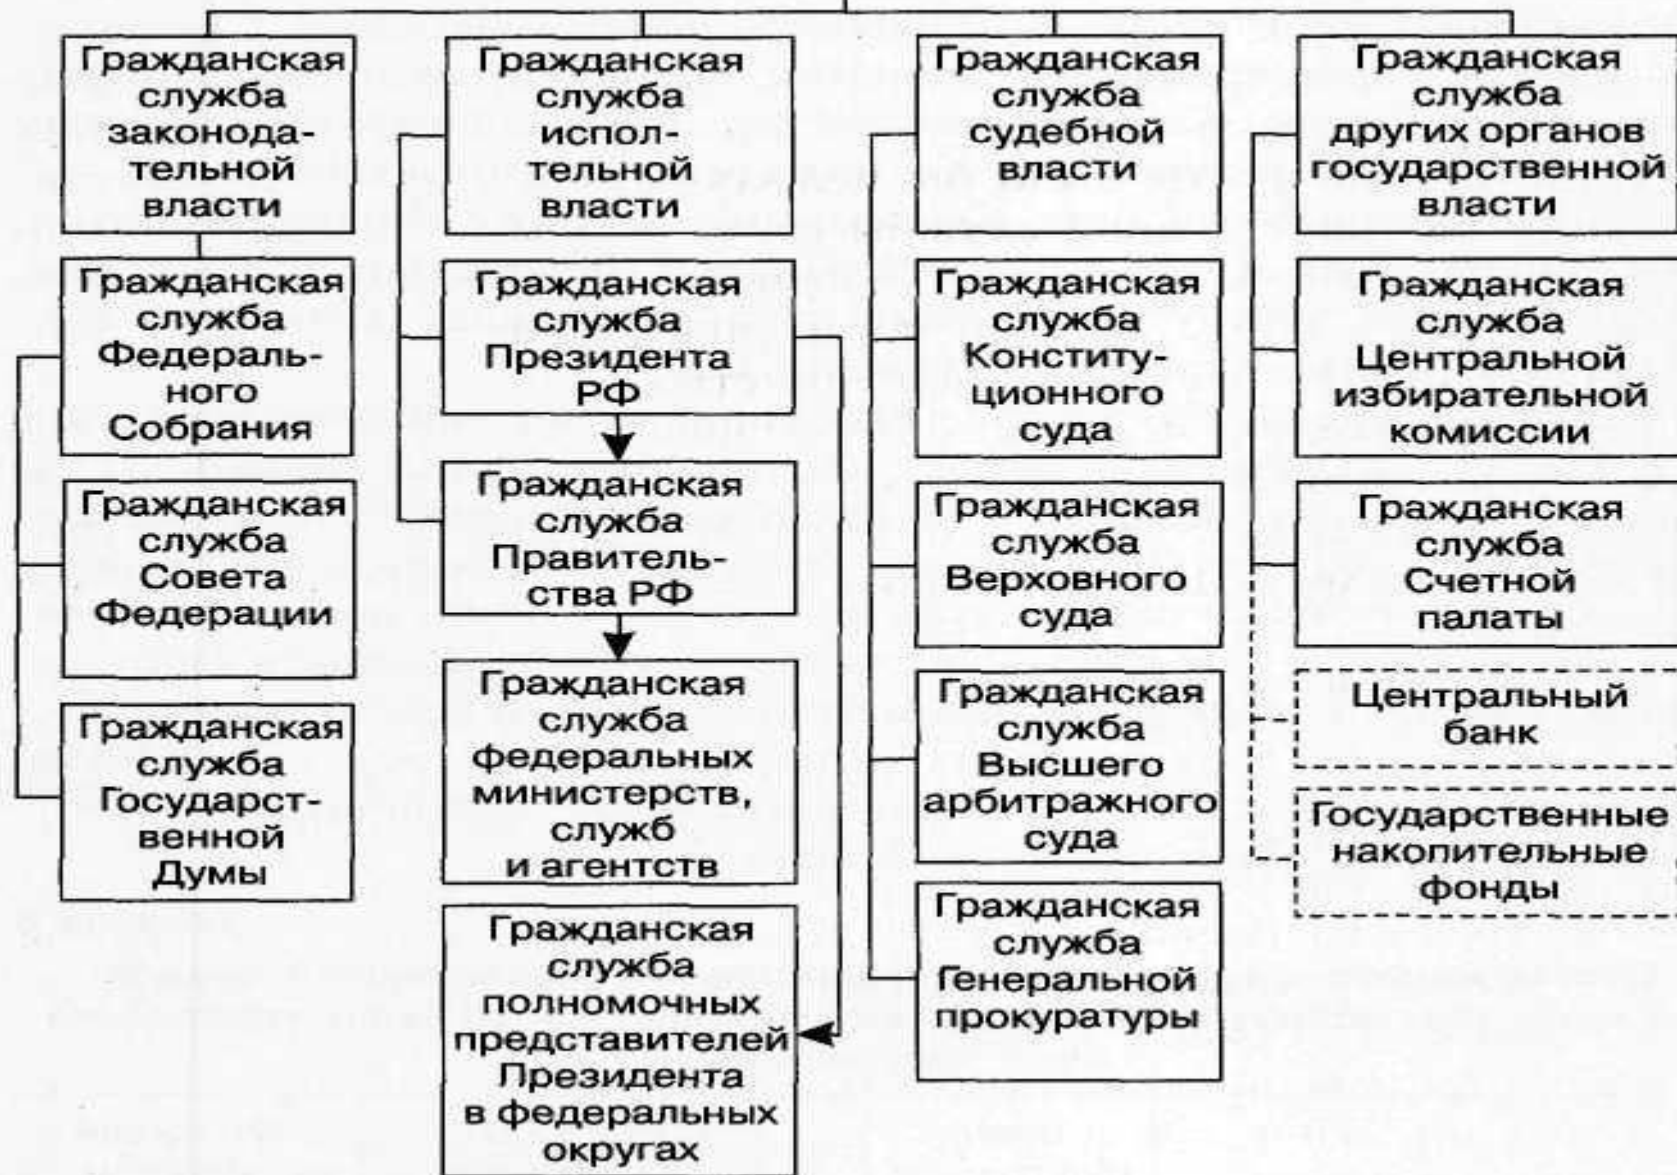 Гражданская
служба
законода-
тельной
власти
Гражданская
служба
Федераль-
ного
Собрания
Гражданская
служба
Совета
Федерации
Гражданская
служба
Государст-
венной
Думы
Гражданская
служба
испол-
тельной
власти
Гражданская
служба
Президента
РФ
Гражданская
служба
Правитель-
ства РФ
Гражданская
служба
федеральных
министерств,
служб
и агентств
Гражданская
служба
полномочных
представителей
Президента
в федеральных
округах
Гражданская
служба
судебной
власти
Гражданская
служба
Конститу-
ционного
суда
Гражданская
служба
Верховного
суда
Гражданская
служба
Высшего
арбитражного
суда
Гражданская
служба
Генеральной
прокуратуры
Гражданская
служба
других органов
государственной
власти
Гражданская
служба
Центральной
избирательной
комиссии
Гражданская
служба
Счетной
палаты
Центральный
банк
Государственные
накопительные
фонды